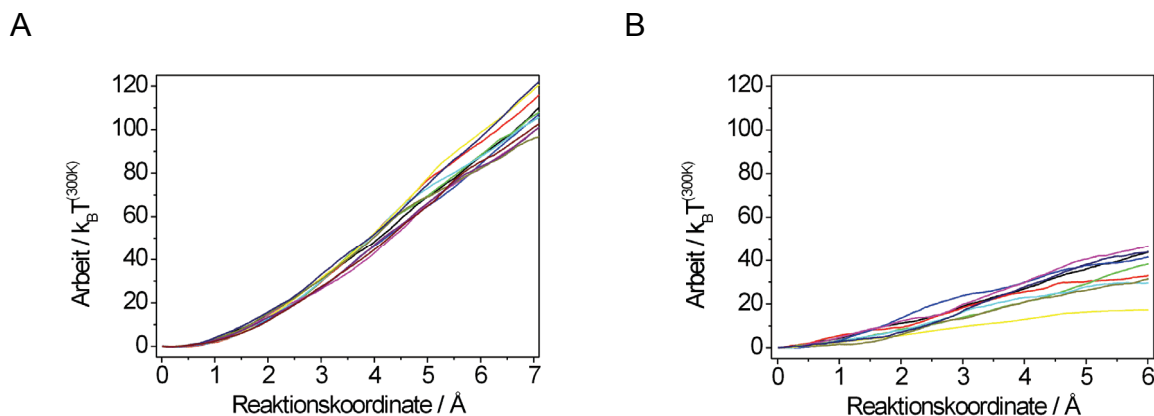 A
B
120
100
80
60
40
20
0
Arbeit / k_BT^(300K)
0 1 2 3 4 5 6 7
Reaktionskoordinate / Å
120
100
80
60
40
20
0
Arbeit / k_BT^(300K)
0 1 2 3 4 5 6
Reaktionskoordinate / Å